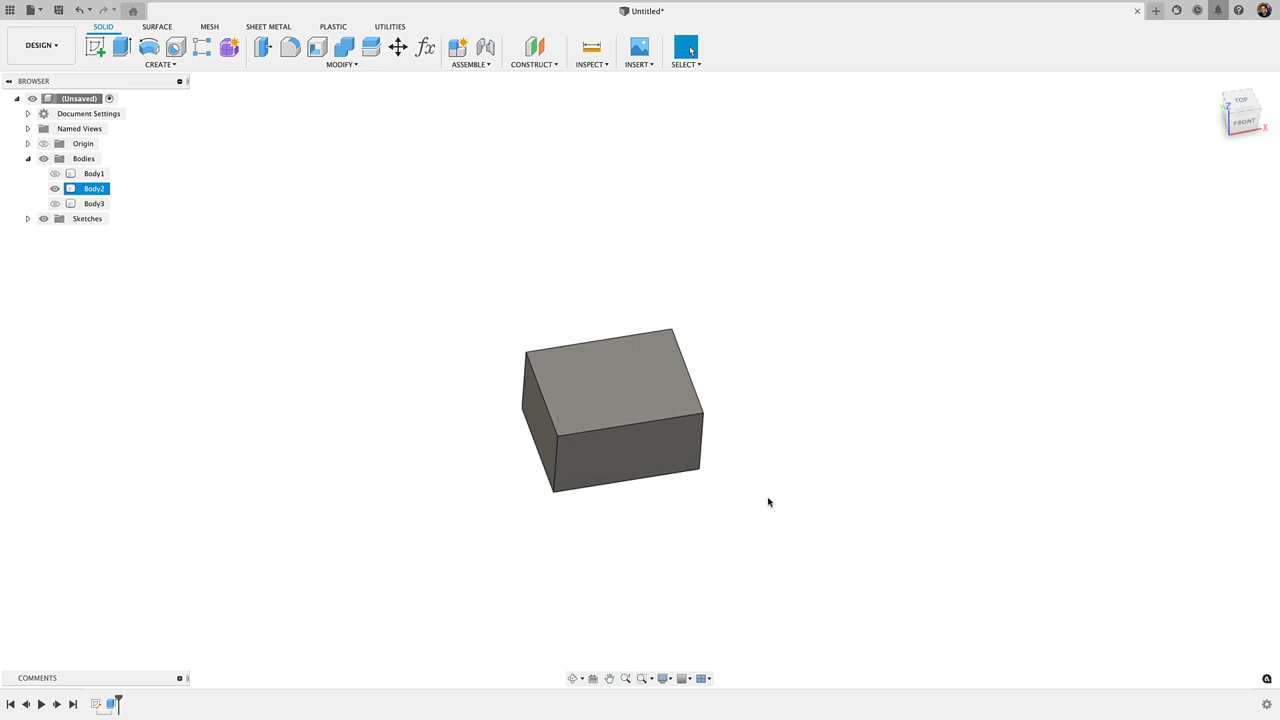 Untitled*
DESIGN
SOLID SURFACE MESH SHEET METAL PLASTIC UTILITIES
fx
CREATE MODIFY ASSEMBLE CONSTRUCT INSPECT INSERT SELECT
BROWSER
(Unsaved)
Document Settings
Named Views
Origin
Bodies
Body1
Body2
Body3
Sketches
TOP
FRONT
Z
X
COMMENTS